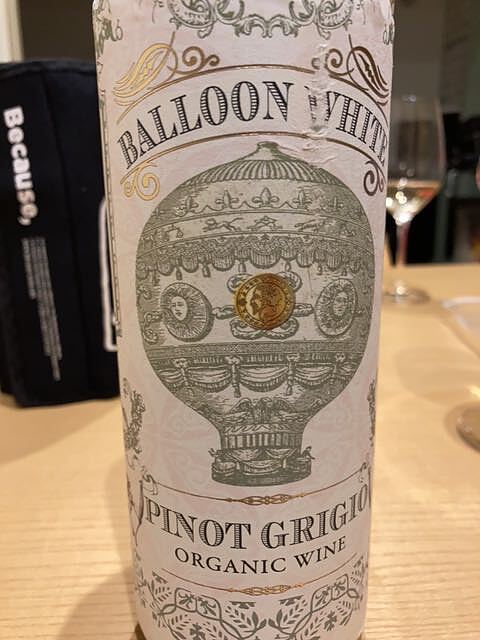 Because,
BALLOON WHITE
PINOT GRIGIO
ORGANIC WINE